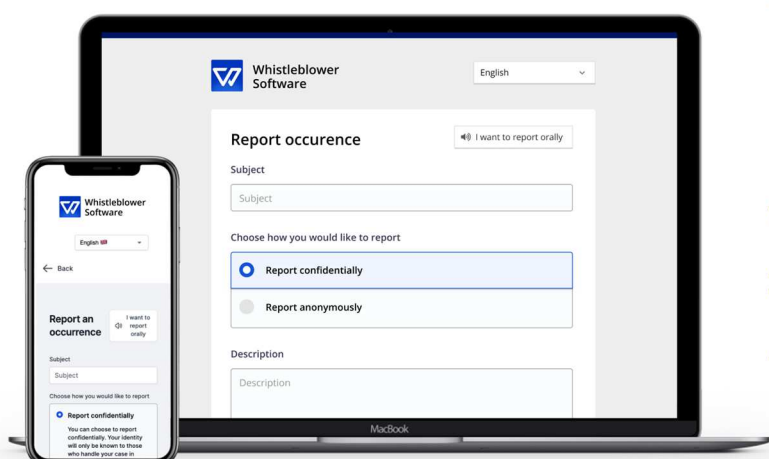 Whistleblower
Software
English
Report occurence
I want to report orally
Subject
Subject
Choose how you would like to report
Report confidentially
Report anonymously
Description
Description
MacBook
Whistleblower
Software
English
Back
Report an
occurrence
I want to
report
orally
Subject
Subject
Choose how you would like to report
Report confidentially
You can choose to report
confidentially. Your identity
will only be known to those
who handle your case in